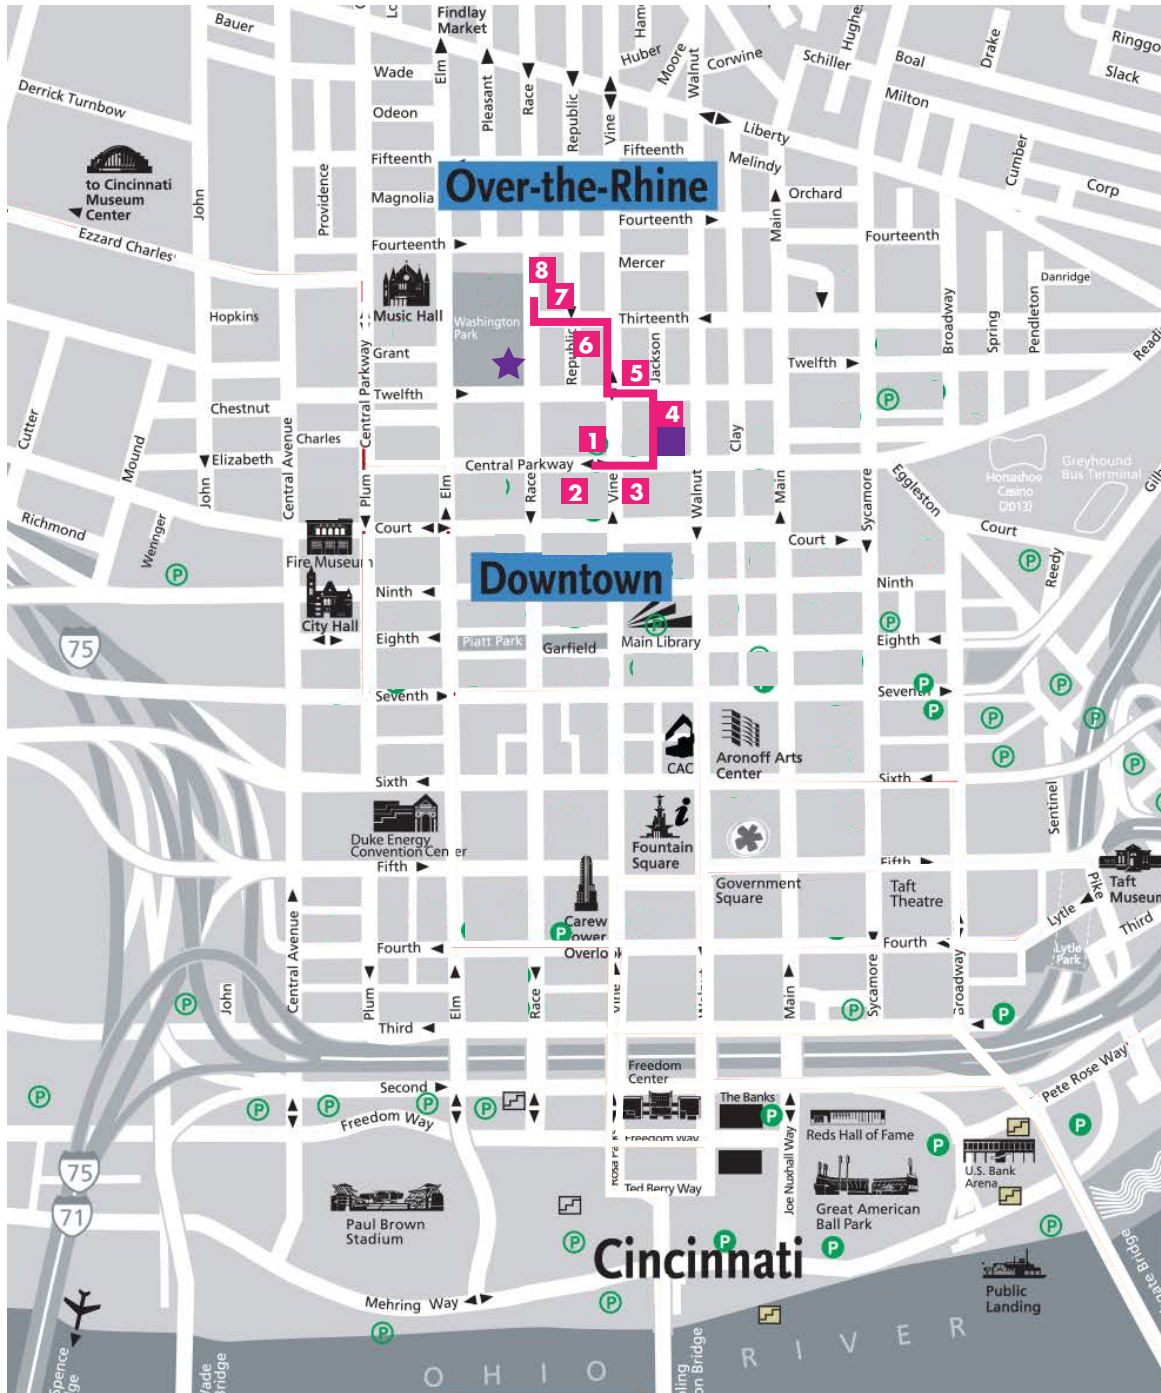 Findlay
Market
Bauer
Huber
Moore
Walnut
Corwine
Schiller
Boal
Drake
Ringgo
Slack
Wade
Elm
Pleasant
Race
Republic
Vine
Milton
Derrick Turnbow
Odeon
Liberty
Fifteenth
Fifteenth
Melindy
Cumber
Corp
to Cincinnati
Museum
Center
John
Providence
Magnolia
Over-the-Rhine
Main
Orchard
Fourteenth
Fourteenth
Ezzard Charles
Fourteenth
Mercer
Danridge
8
7
Music Hall
Washington
Park
Hopkins
Thirteenth
Broadway
Spring
Pendleton
Readi
Grant
Central Parkway
6
Republic
Jackson
5
Twelfth
Twelfth
4
Chestnut
Cutter
Mound
Central Avenue
Charles
1
Clay
Elizabeth
Central Parkway
Horseshoe
Casino
(2013)
Greyhound
Bus Terminal
John
Plum
Elm
Race
2
Vine
3
Walnut
Main
Sycamore
Eggleston
Richmond
Wennger
Court
Court
Court
Reedy
Fire Museum
Downtown
Ninth
Ninth
P
P
City Hall
Main Library
P
P
75
Eighth
Piatt Park
Garfield
Eighth
Seventh
Seventh
P
P
P
P
P
P
P
CAC
Aronoff Arts
Center
Sixth
Sixth
Sentinel
Duke Energy
Convention Center
i
Fountain
Square
Fifth
Fifth
Government
Square
Taft
Theatre
Pike
Taft
Museum
Lytle
Third
Carew
P
Central Avenue
Fourth
Overlook
Fourth
Lytle
Park
John
Plum
Elm
Race
Vine
Main
Sycamore
Broadway
P
P
P
Third
Freedom
Center
Pete Rose Way
Second
The Banks
P
P
P
P
P
P
P
P
Freedom Way
Freedom Way
Reds Hall of Fame
75
71
U.S. Bank
Arena
Ted Berry Way
Joe Nuxhall Way
Paul Brown
Stadium
Great American
Ball Park
P
P
P
P
Cincinnati
Public
Landing
Mehring Way
P
P
OHIO RIVER